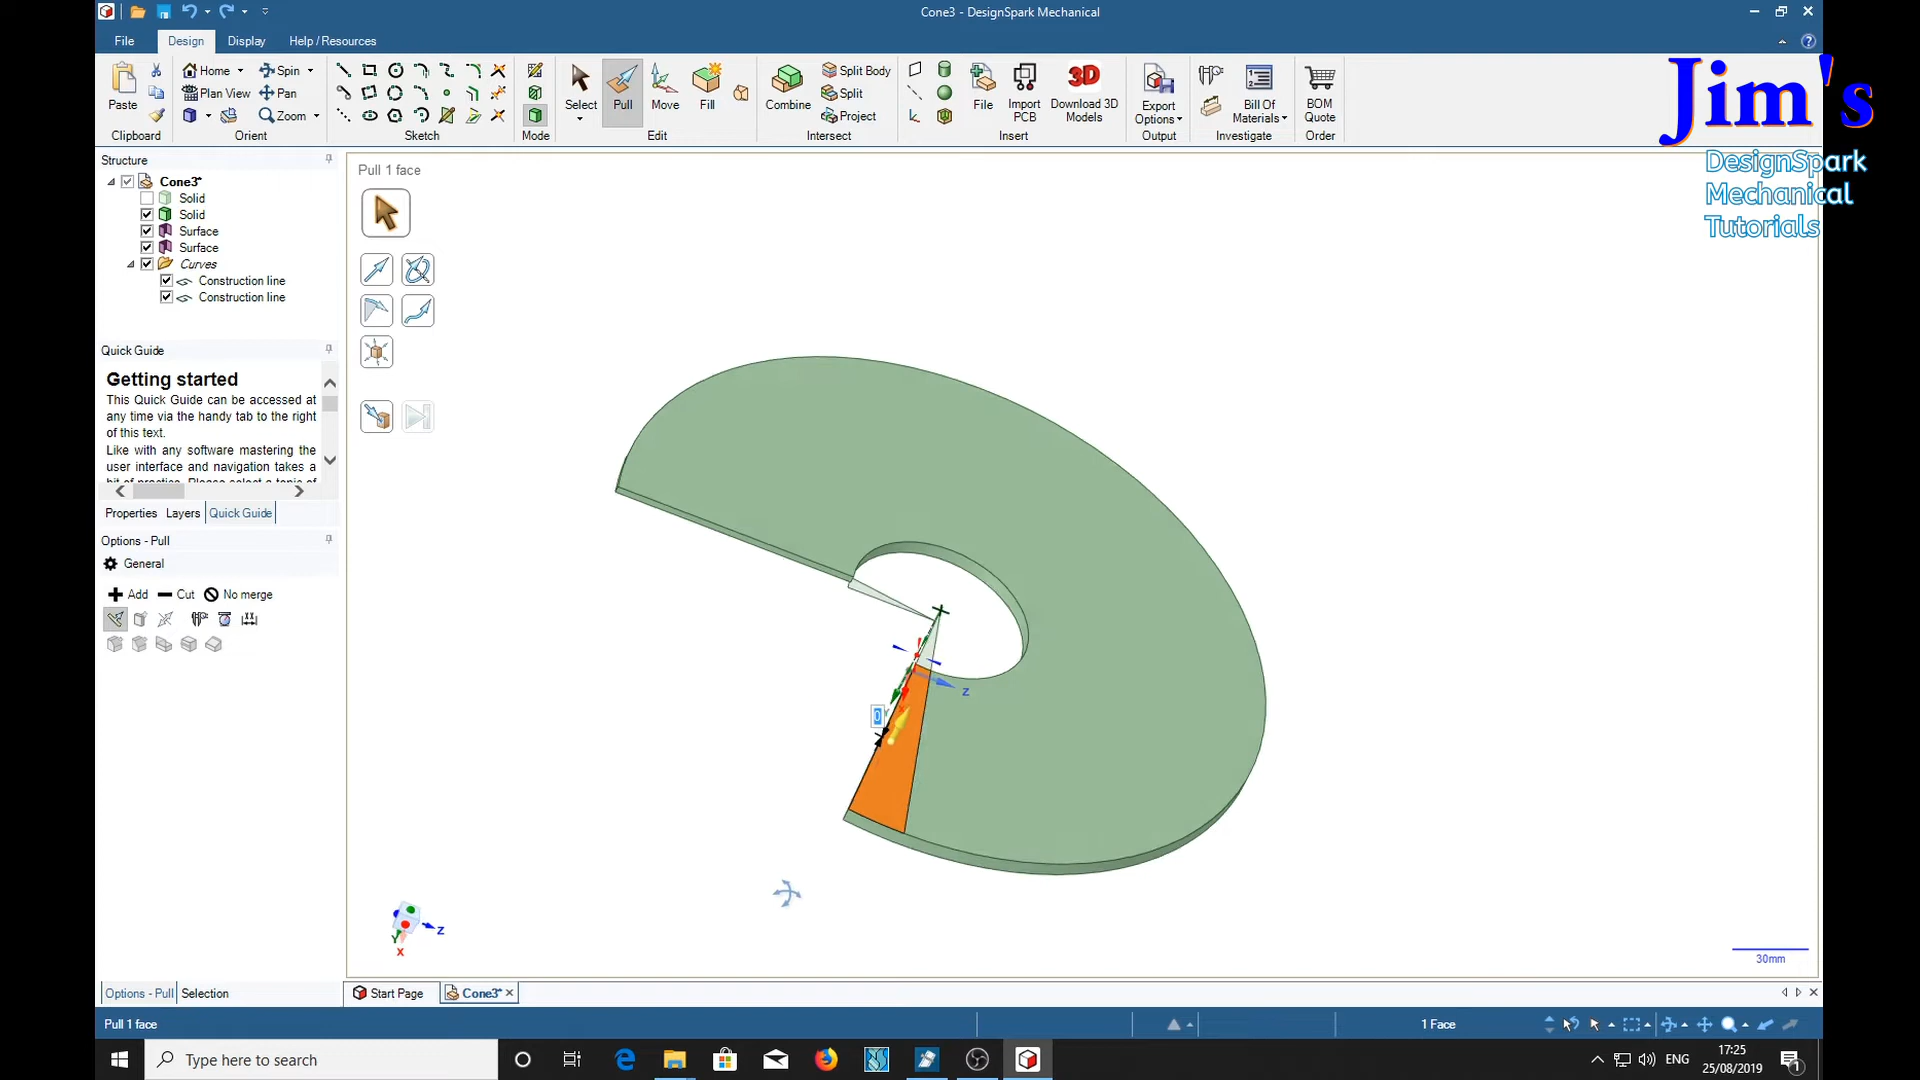 Cone3 - DesignSpark Mechanical
File
Design
Display
Help / Resources
Paste
Clipboard
Home
Plan View
Spin
Pan
Zoom
Orient
Sketch
Mode
Select
Pull
Move
Fill
Edit
Combine
Split Body
Split
Project
Intersect
File
Import
PCB
Download 3D
Models
3D
Insert
Export
Options
Output
Bill Of
Materials
Investigate
BOM
Quote
Order
Jim's
DesignSpark
Mechanical
Tutorials
Structure
Cone3*
Solid
Solid
Surface
Surface
Curves
Construction line
Construction line
Quick Guide
Getting started
This Quick Guide can be accessed at
any time via the handy tab to the right
of this text.
Like with any software mastering the
user interface and navigation takes a
Properties
Layers
Quick Guide
Options - Pull
General
Add
Cut
No merge
Pull 1 face
0
Z
Z
Y
X
30mm
Options - Pull
Selection
Start Page
Cone3*
Pull 1 face
1 Face
Type here to search
ENG
17:25
25/08/2019
1